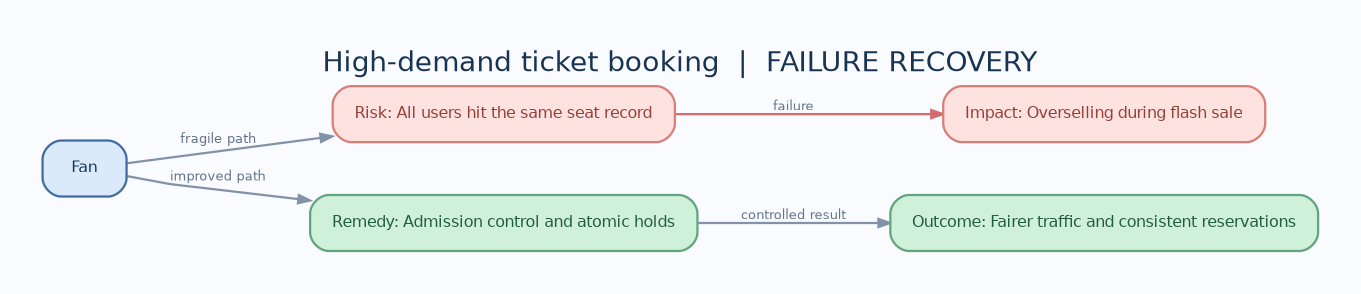 High-demand ticket booking | FAILURE RECOVERY
Risk: All users hit the same seat record
failure
Impact: Overselling during flash sale
fragile path
Fan
improved path
Remedy: Admission control and atomic holds
controlled result
Outcome: Fairer traffic and consistent reservations